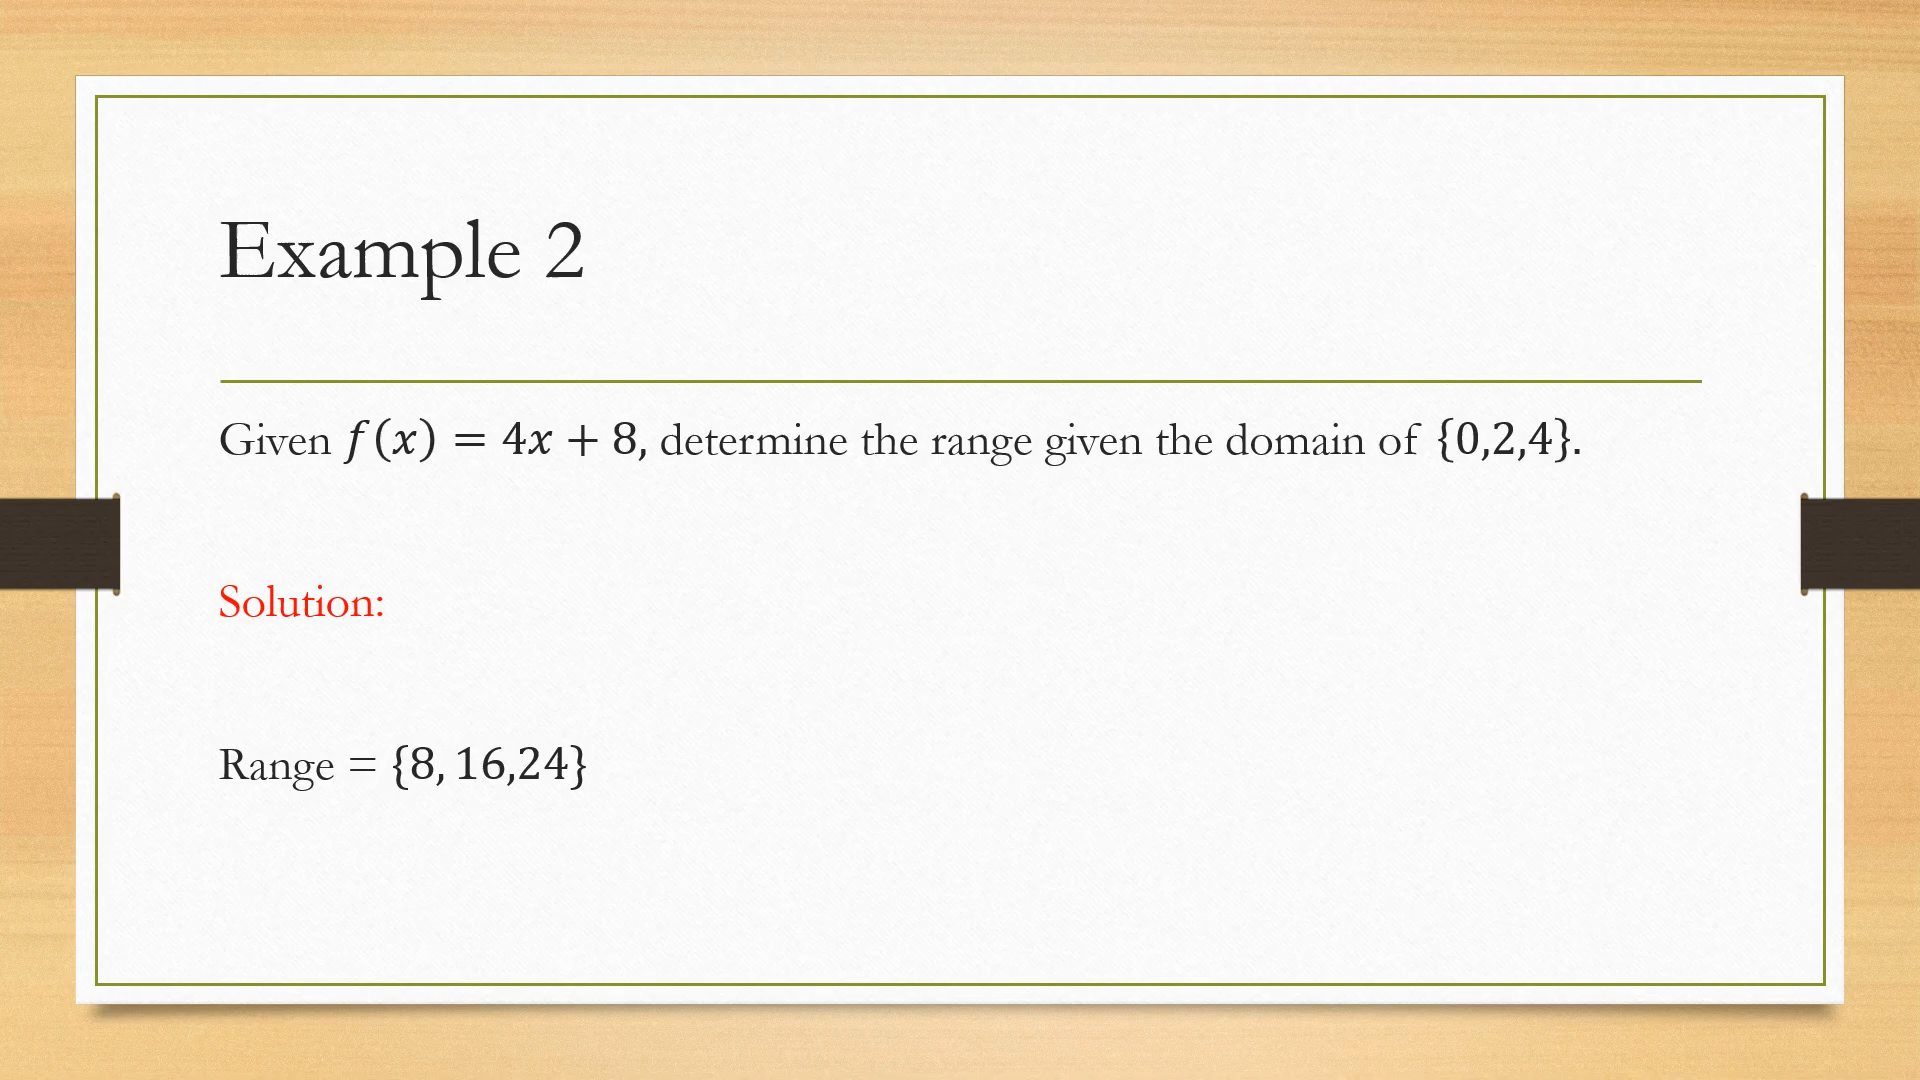 Example 2
Given f(x) = 4x + 8, determine the range given the domain of {0,2,4}.
Solution:
Range = {8, 16,24}